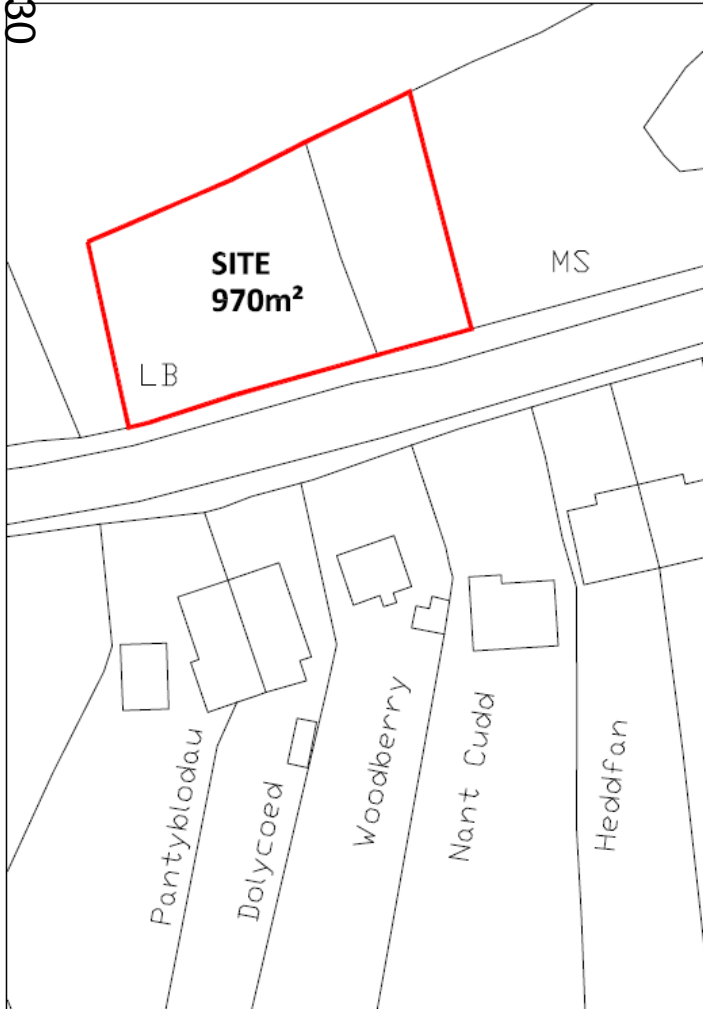 30
SITE
970m²
MS
LB
Pantyblodau
Dolycoed
Woodberry
Nant Cudd
Heddfan